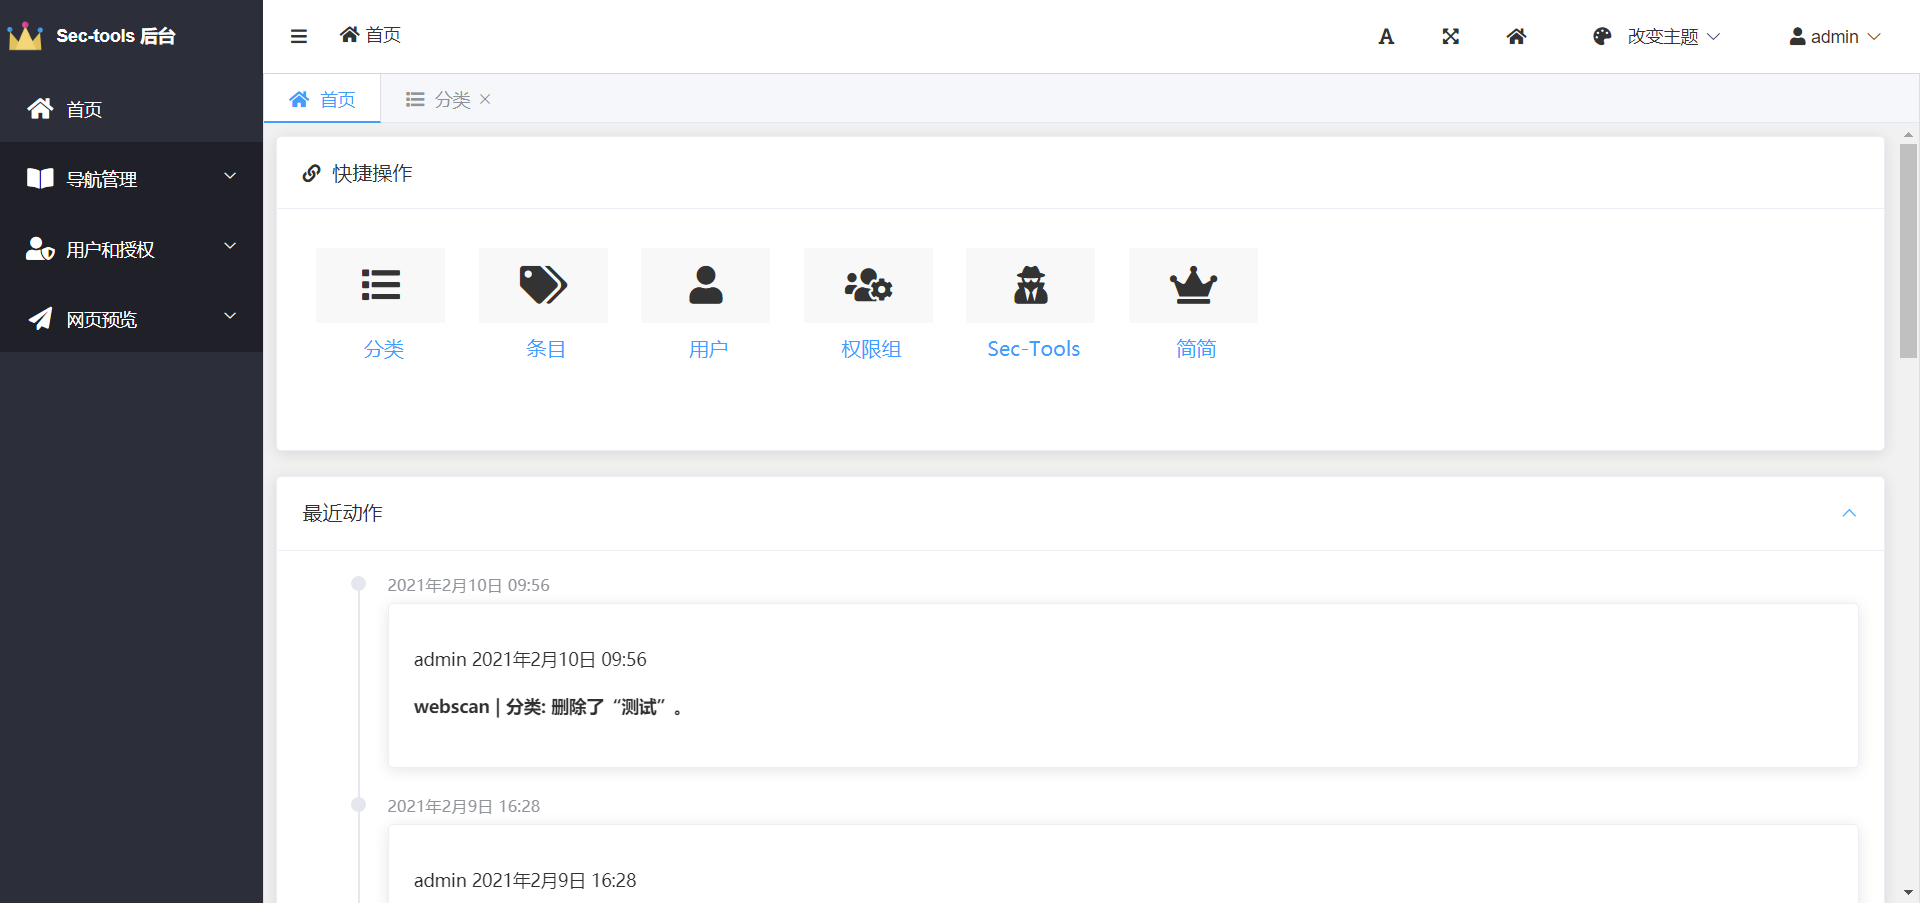 Sec-tools 后台
首页
导航管理
用户和授权
网页预览
首页
改变主题
admin
首页
分类
快捷操作
分类
条目
用户
权限组
Sec-Tools
简简
最近动作
2021年2月10日 09:56
admin 2021年2月10日 09:56
webscan | 分类: 删除了“测试”。
2021年2月9日 16:28
admin 2021年2月9日 16:28